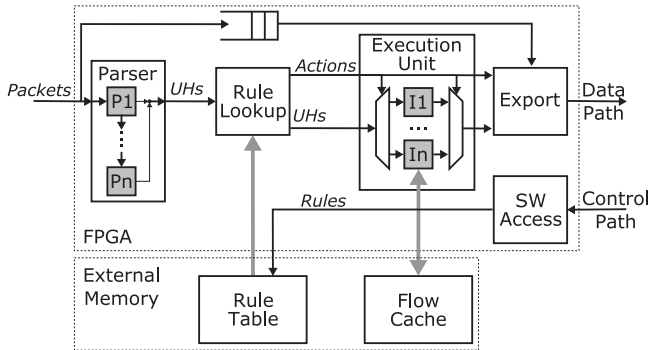 Execution
Unit
Parser
Packets
P1
UHs
Rule
Lookup
Actions
UHs
I1
...
In
Export
Data
Path
Pn
Rules
SW
Access
Control
Path
FPGA
External
Memory
Rule
Table
Flow
Cache